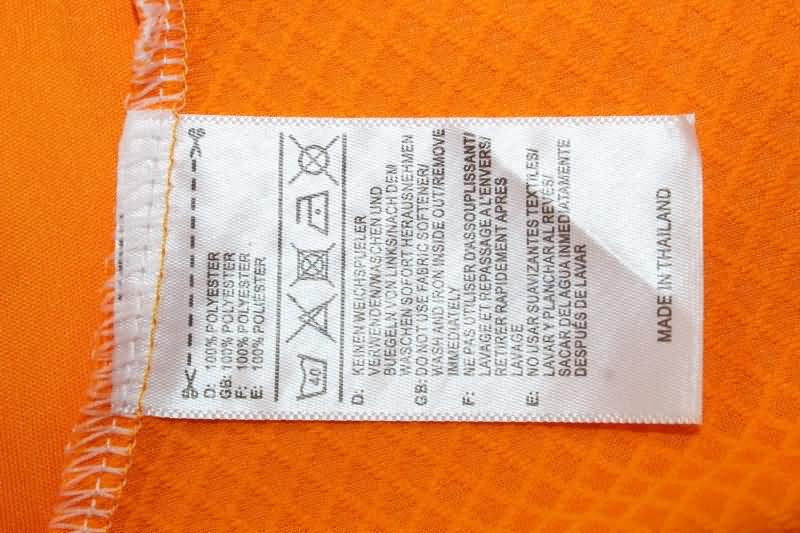 D: 100% POLYESTER
GB: 100% POLYESTER
F: 100% POLYESTER
E: 100% POLIÉSTER
40
D: KEINEN WEICHSPUELER
VERWENDEN/WASCHEN UND
BUEGELN VON LINKS/NACH DEM
WASCHEN SOFORT HERAUSNEHMEN
GB: DO NOT USE FABRIC SOFTENER/
WASH AND IRON INSIDE OUT/REMOVE
IMMEDIATELY
F: NE PAS UTILISER D'ASSOUPLISSANT/
LAVAGE ET REPASSAGE A L'ENVERS/
RETIRER RAPIDEMENT APRES
LAVAGE
E: NO USAR SUAVIZANTES TEXTILES/
LAVAR Y PLANCHAR AL REVÉS/
SACAR DEL AGUA INMEDIATAMENTE
DESPUÉS DE LAVAR
MADE IN THAILAND